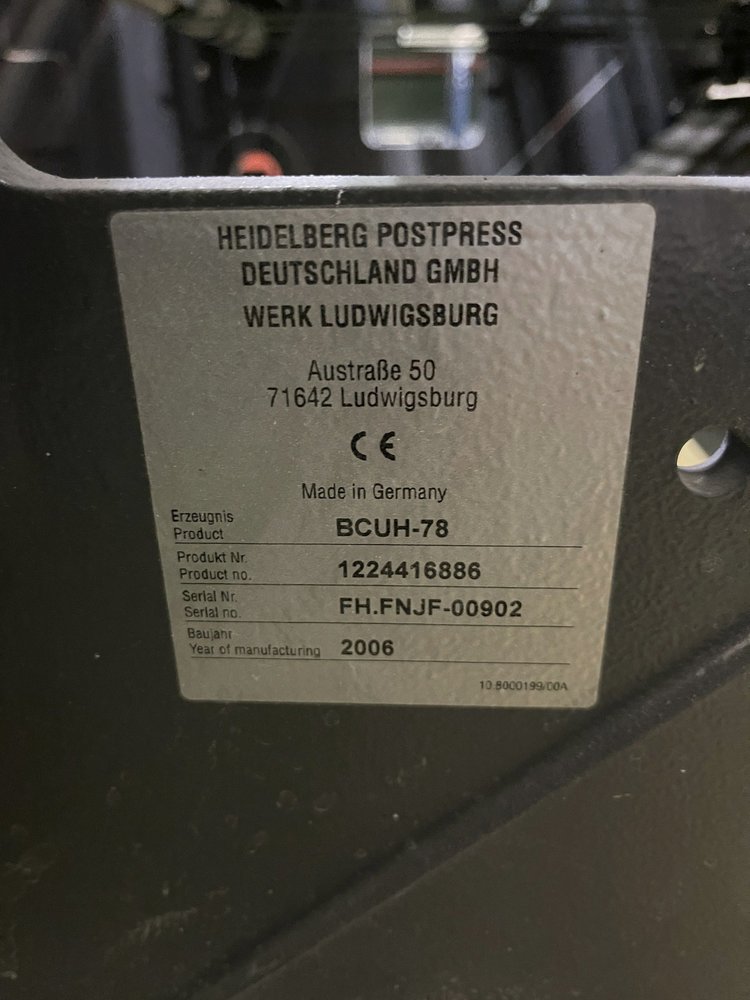 HEIDELBERG POSTPRESS
DEUTSCHLAND GMBH
WERK LUDWIGSBURG
Austraße 50
71642 Ludwigsburg
CE
Made in Germany
Erzeugnis
Product BCUH-78
Produkt Nr.
Product no. 1224416886
Serial Nr.
Serial no. FH.FNJF-00902
Baujahr
Year of manufacturing 2006
10.8000199/00A